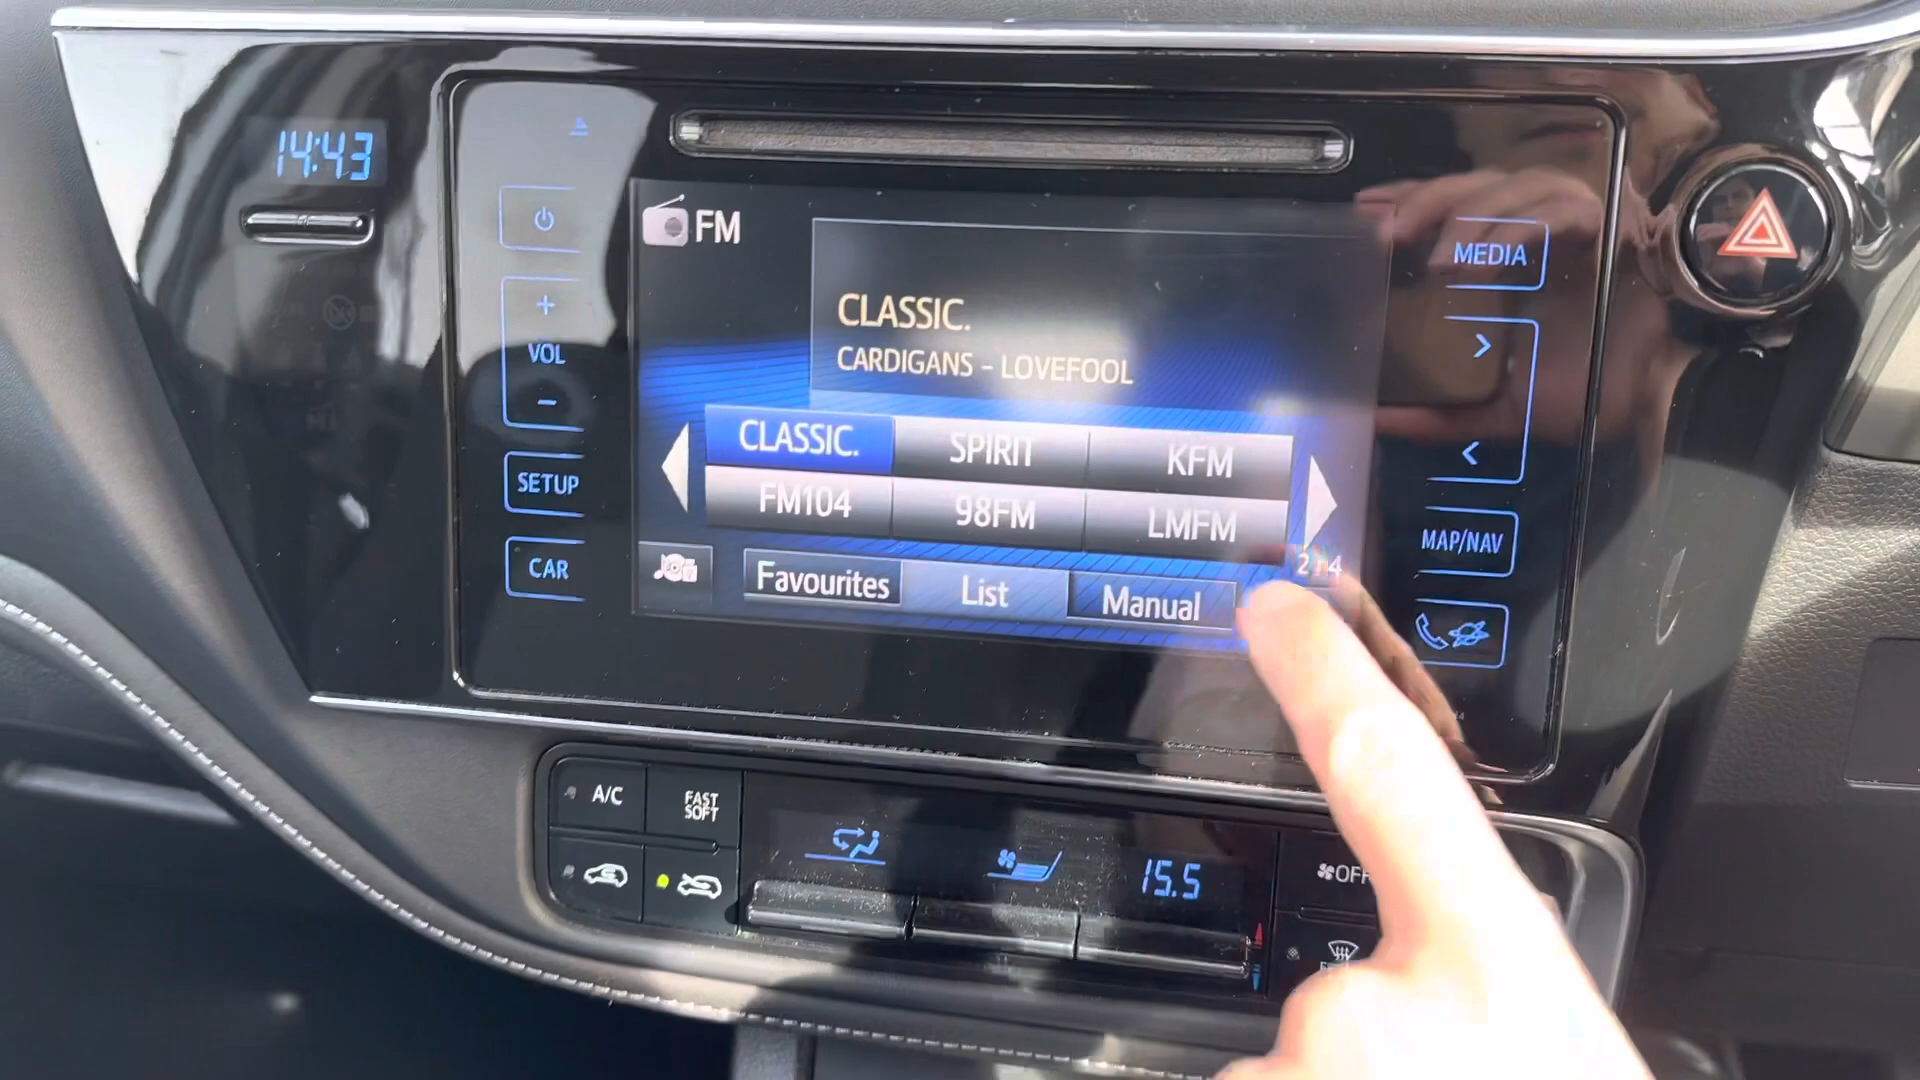 14:43
FM
MEDIA
CLASSIC.
CARDIGANS - LOVEFOOL
+
VOL
-
>
<
CLASSIC.
SPIRIT
KFM
SETUP
FM104
98FM
LMFM
MAP/NAV
CAR
Favourites
List
Manual
A/C
FAST
SOFT
15.5
OFF